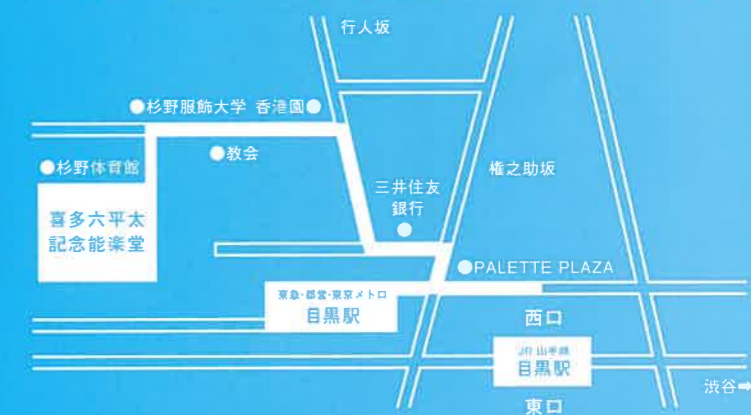 行人坂
●杉野服飾大学 香港園●
●杉野体育館
●教会
権之助坂
三井住友
銀行
喜多六平太
記念能楽堂
●PALETTE PLAZA
東急・都営・東京メトロ
目黒駅
西口
JR 山手線
目黒駅
渋谷➡
東口